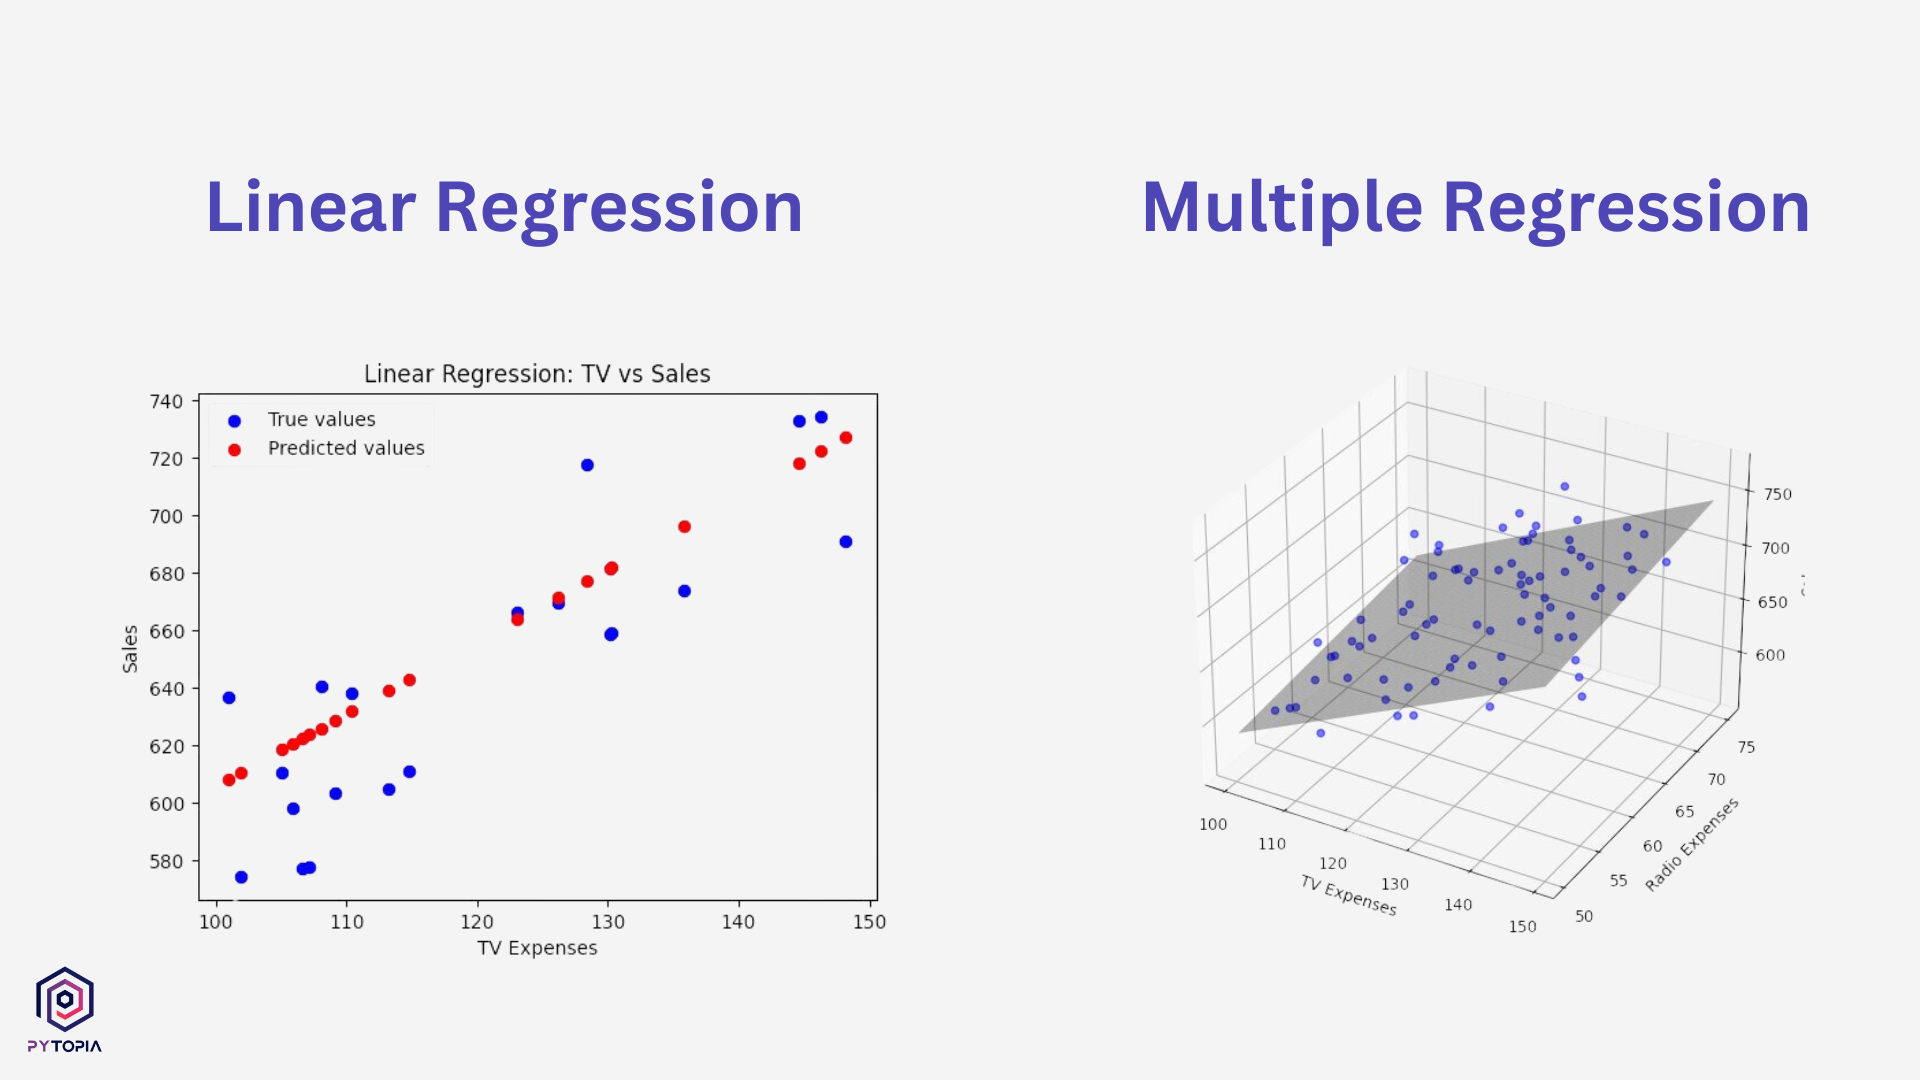 Linear Regression
Multiple Regression
Linear Regression: TV vs Sales
True values
Predicted values
740
720
700
680
660
640
620
600
580
Sales
100 110 120 130 140 150
TV Expenses
750
700
650
600
75
70
65
60
55
50
Radio Expenses
100
110
120
130
140
150
TV Expenses
PYTOPIA